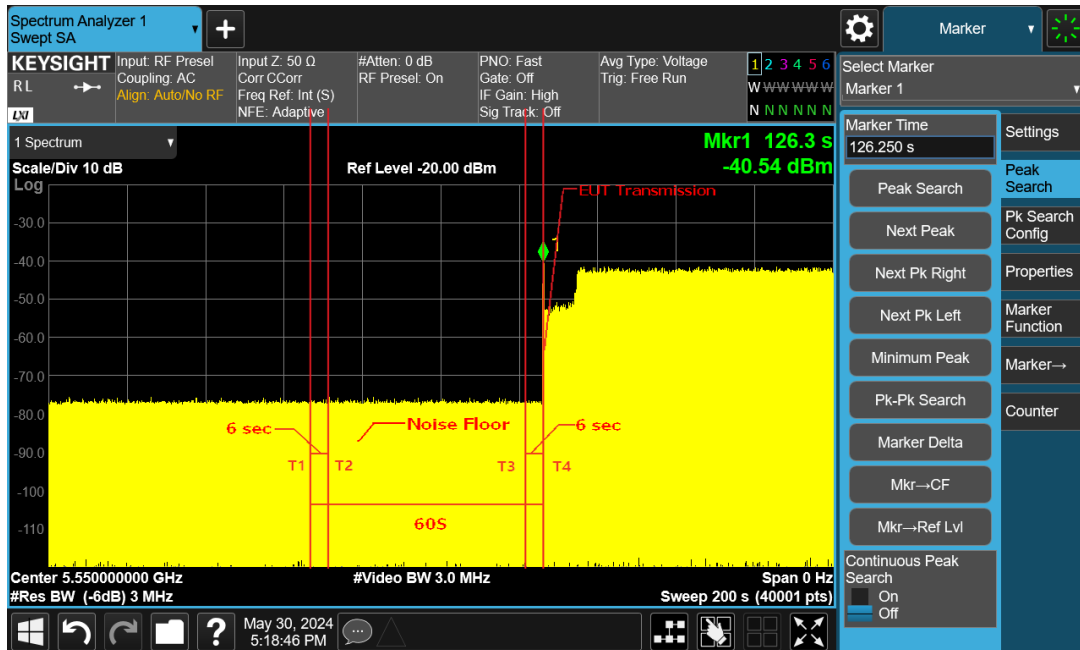 Spectrum Analyzer 1
Swept SA
+
Marker
KEYSIGHT
RL
LXI
Input: RF Presel
Coupling: AC
Align: Auto/No RF
Input Z: 50 Ω
Corr CCorr
Freq Ref: Int (S)
NFE: Adaptive
#Atten: 0 dB
RF Presel: On
PNO: Fast
Gate: Off
IF Gain: High
Sig Track: Off
Avg Type: Voltage
Trig: Free Run
1 2 3 4 5 6
W W W W W W
N N N N N N
Select Marker
Marker 1
1 Spectrum
Mkr1 126.3 s
-40.54 dBm
Scale/Div 10 dB
Ref Level -20.00 dBm
Log
-30.0
-40.0
-50.0
-60.0
-70.0
-80.0
-90.0
-100
-110
EUT Transmission
1
6 sec
Noise Floor
6 sec
T1
T2
T3
T4
60S
Center 5.550000000 GHz
#Video BW 3.0 MHz
Span 0 Hz
#Res BW (-6dB) 3 MHz
Sweep 200 s (40001 pts)
Marker Time
126.250 s
Peak Search
Next Peak
Next Pk Right
Next Pk Left
Minimum Peak
Pk-Pk Search
Marker Delta
Mkr→CF
Mkr→Ref Lvl
Continuous Peak
Search
On
Off
Settings
Peak
Search
Pk Search
Config
Properties
Marker
Function
Marker→
Counter
?
May 30, 2024
5:18:46 PM